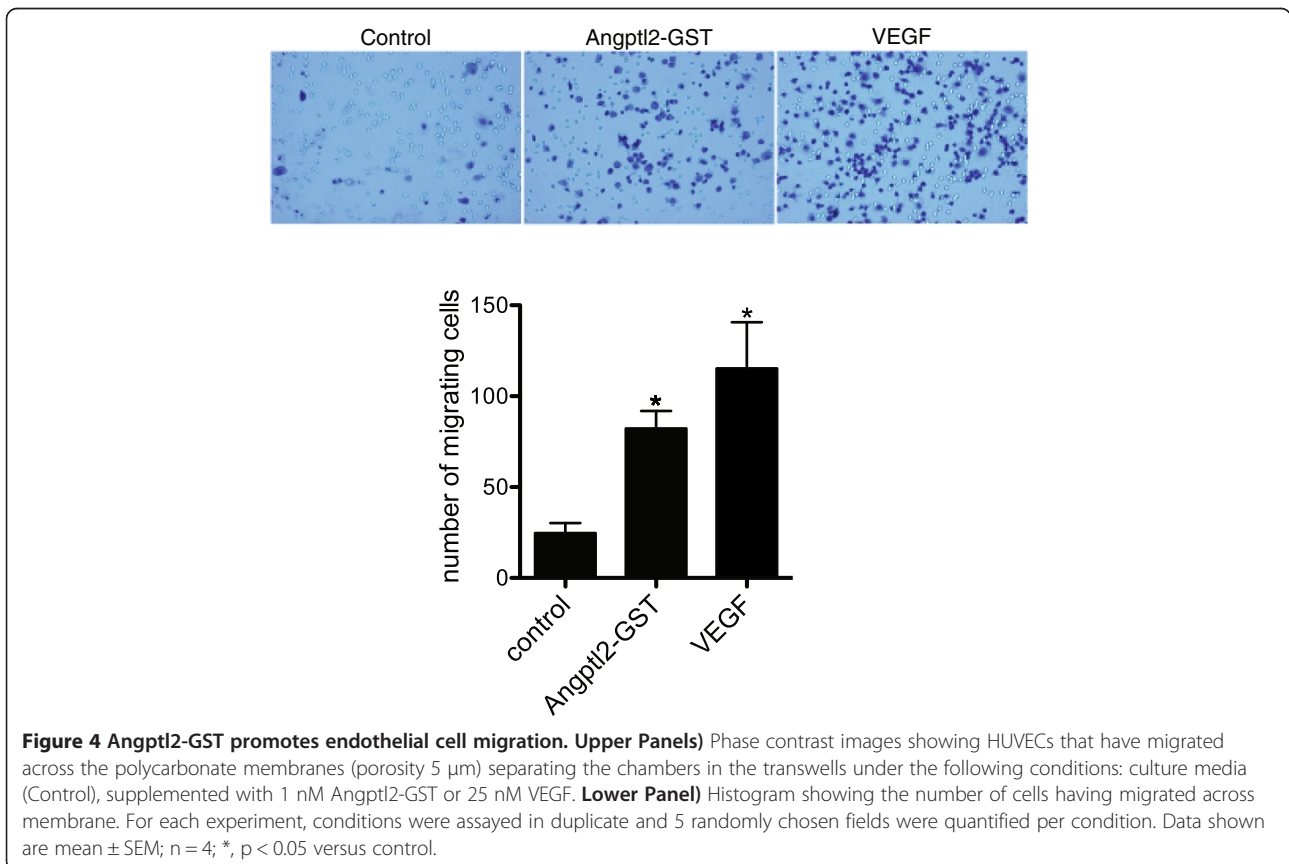 Control
Angptl2-GST
VEGF
number of migrating cells
150
100
50
0
*
*
control
Angptl2-GST
VEGF
Figure 4 Angptl2-GST promotes endothelial cell migration. Upper Panels) Phase contrast images showing HUVECs that have migrated
across the polycarbonate membranes (porosity 5 μm) separating the chambers in the transwells under the following conditions: culture media
(Control), supplemented with 1 nM Angptl2-GST or 25 nM VEGF. Lower Panel) Histogram showing the number of cells having migrated across
membrane. For each experiment, conditions were assayed in duplicate and 5 randomly chosen fields were quantified per condition. Data shown
are mean ± SEM; n = 4; *, p < 0.05 versus control.